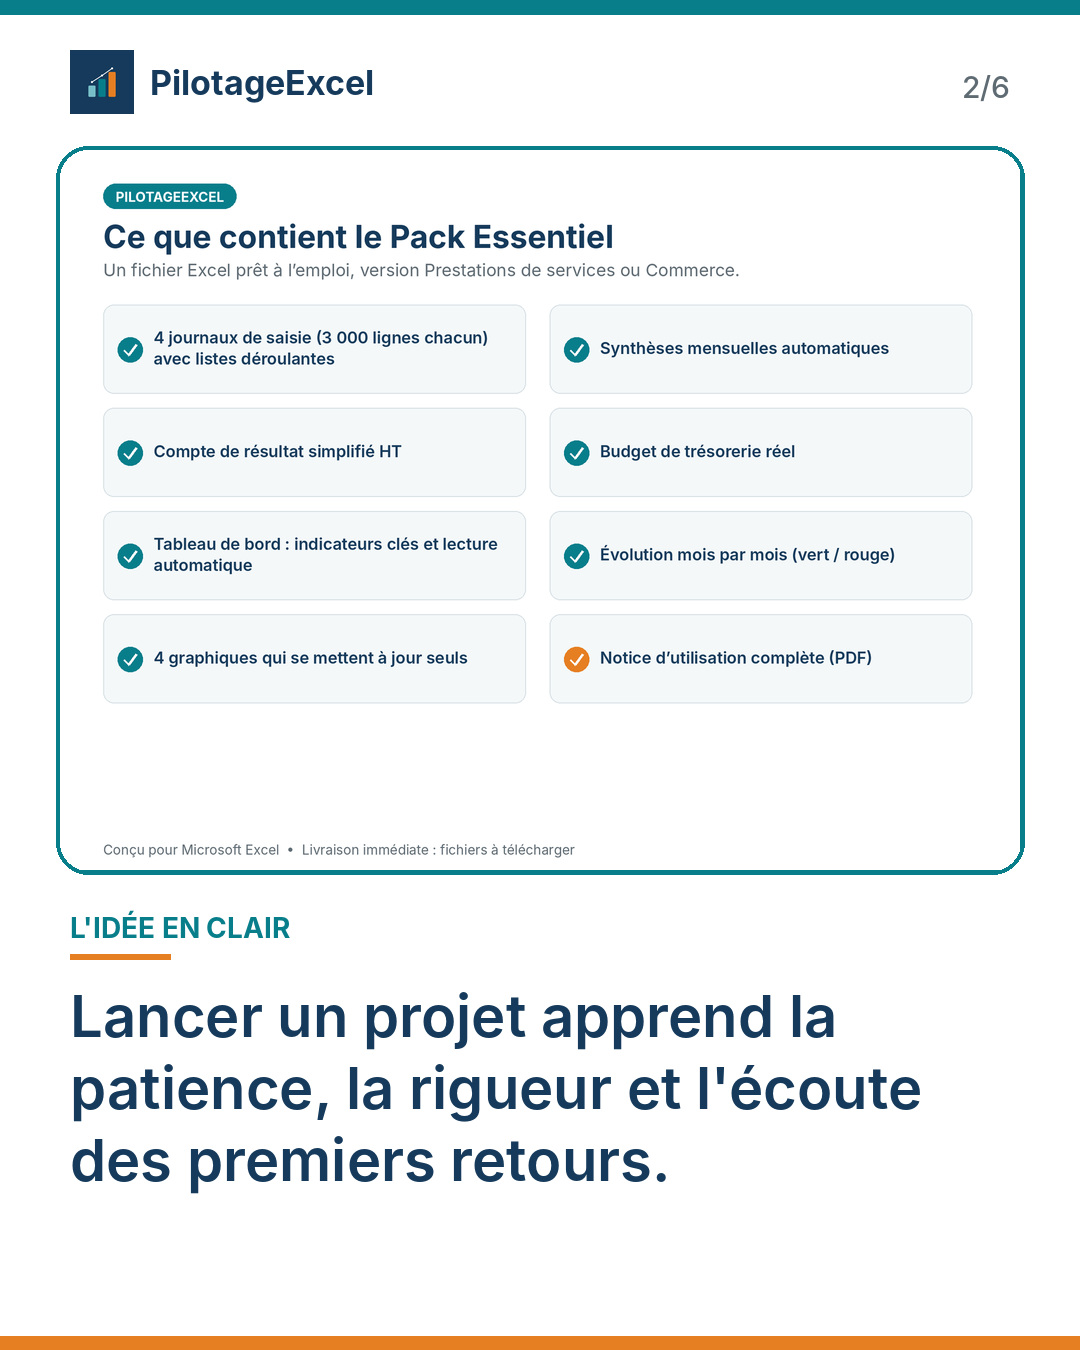 PilotageExcel
2/6
PILOTAGEEXCEL
Ce que contient le Pack Essentiel
Un fichier Excel prêt à l’emploi, version Prestations de services ou Commerce.
4 journaux de saisie (3 000 lignes chacun)
avec listes déroulantes
Synthèses mensuelles automatiques
Compte de résultat simplifié HT
Budget de trésorerie réel
Tableau de bord : indicateurs clés et lecture
automatique
Évolution mois par mois (vert / rouge)
4 graphiques qui se mettent à jour seuls
Notice d’utilisation complète (PDF)
Conçu pour Microsoft Excel • Livraison immédiate : fichiers à télécharger
L'IDÉE EN CLAIR
Lancer un projet apprend la
patience, la rigueur et l'écoute
des premiers retours.